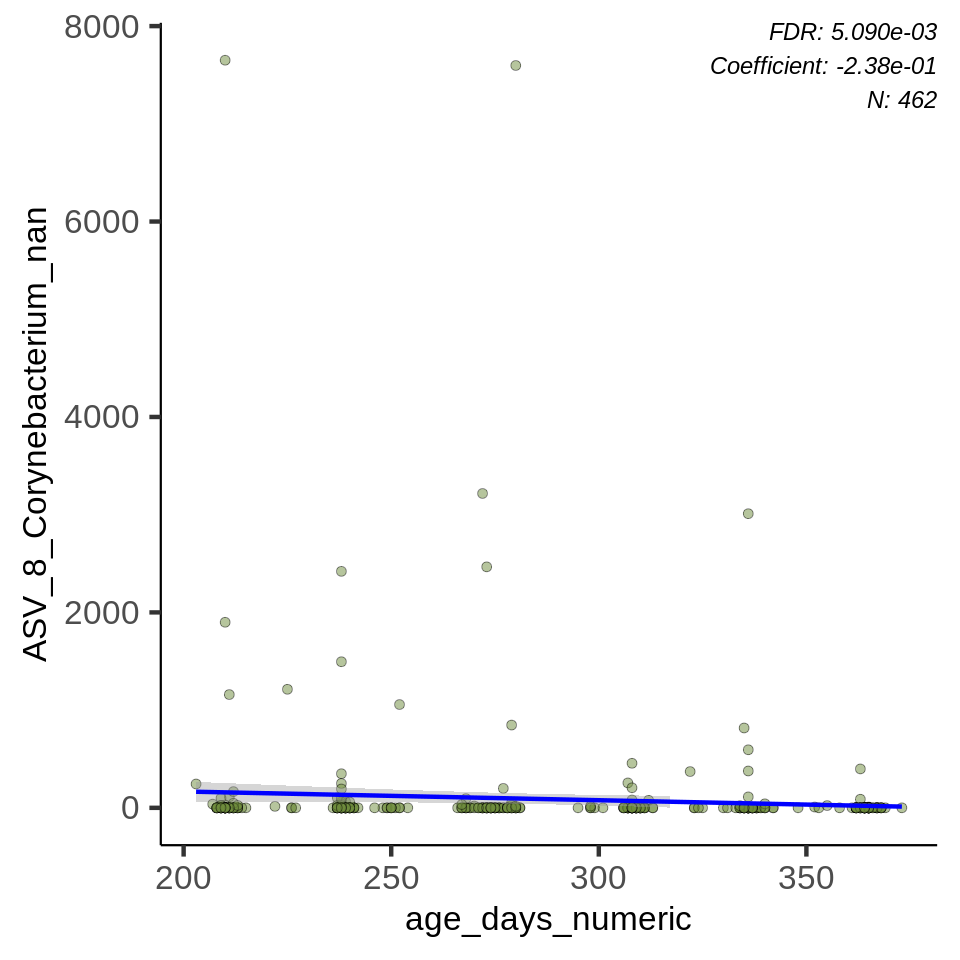 FDR: 5.090e-03
Coefficient: -2.38e-01
N: 462
ASV_8_Corynebacterium_nan
8000
6000
4000
2000
0
200 250 300 350
age_days_numeric